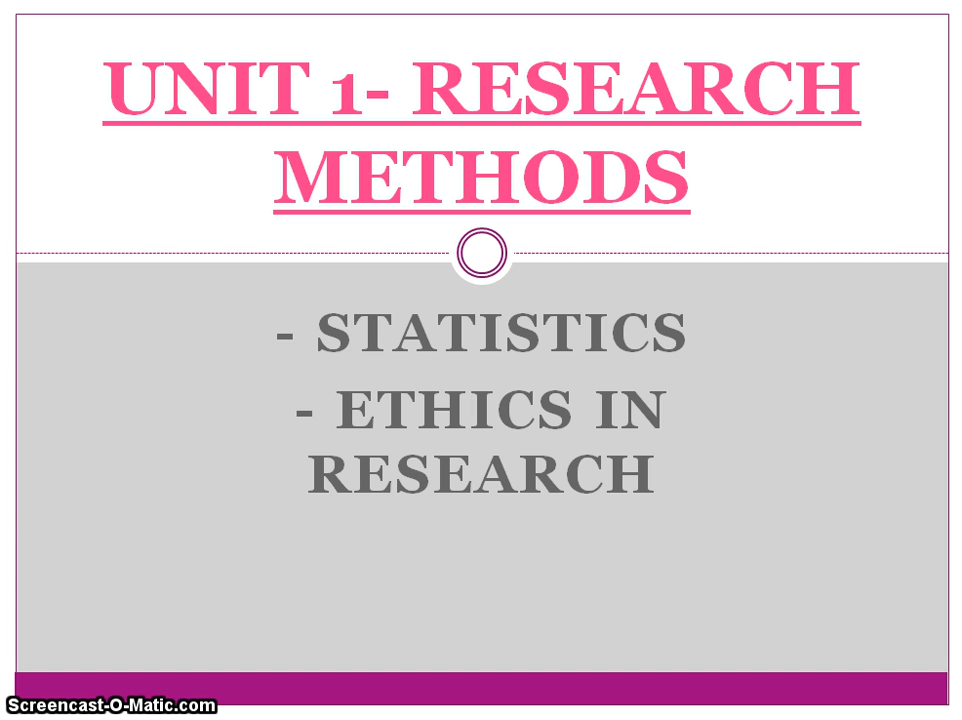 UNIT 1- RESEARCH
METHODS
- STATISTICS
- ETHICS IN
RESEARCH
Screencast-O-Matic.com